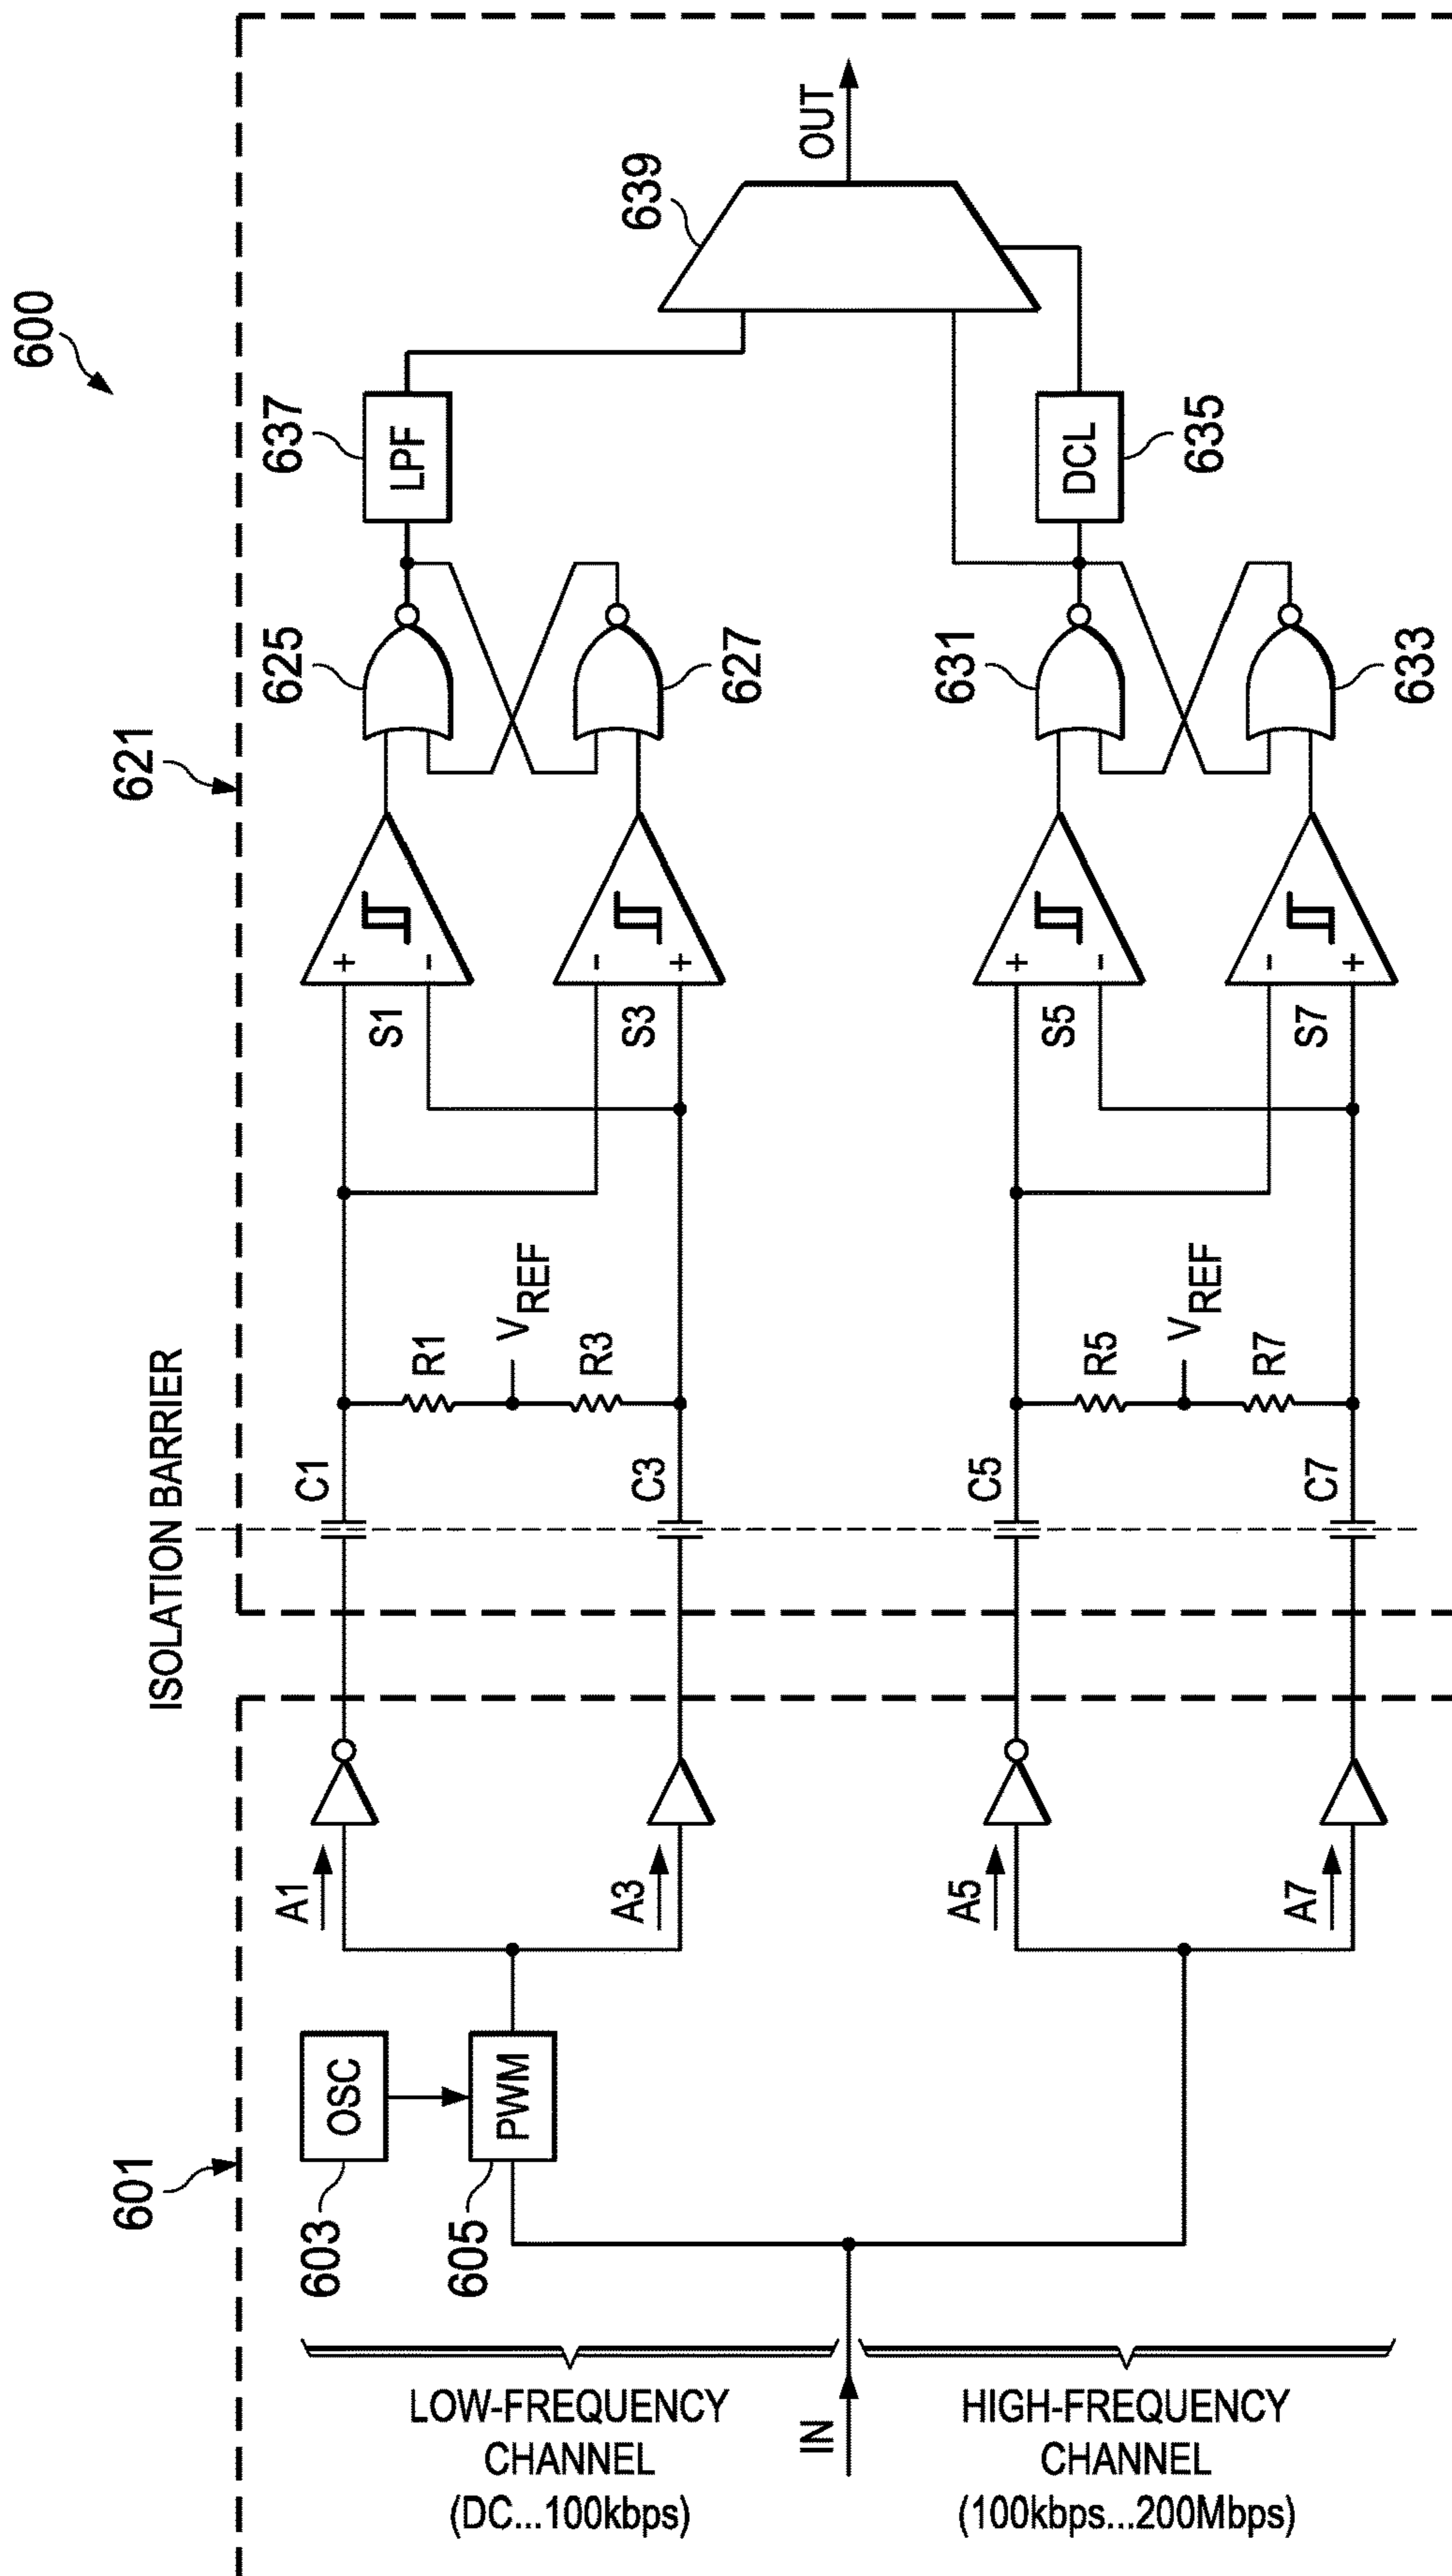 600
ISOLATION BARRIER
601
621
603
OSC
605
PWM
A1
A3
C1
C3
R1
VREF
R3
S1
+
-
S3
-
+
625
627
637
LPF
639
OUT
LOW-FREQUENCY
CHANNEL
(DC...100kbps)
IN
HIGH-FREQUENCY
CHANNEL
(100kbps...200Mbps)
A5
A7
C5
C7
R5
VREF
R7
S5
+
-
S7
-
+
631
633
DCL
635